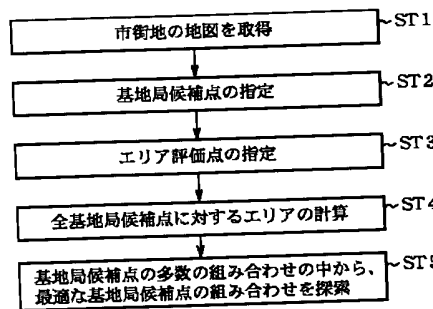 市街地の地図を取得
ST1
基地局候補点の指定
ST2
エリア評価点の指定
ST3
全基地局候補点に対するエリアの計算
ST4
基地局候補点の多数の組み合わせの中から、
最適な基地局候補点の組み合わせを探索
ST5